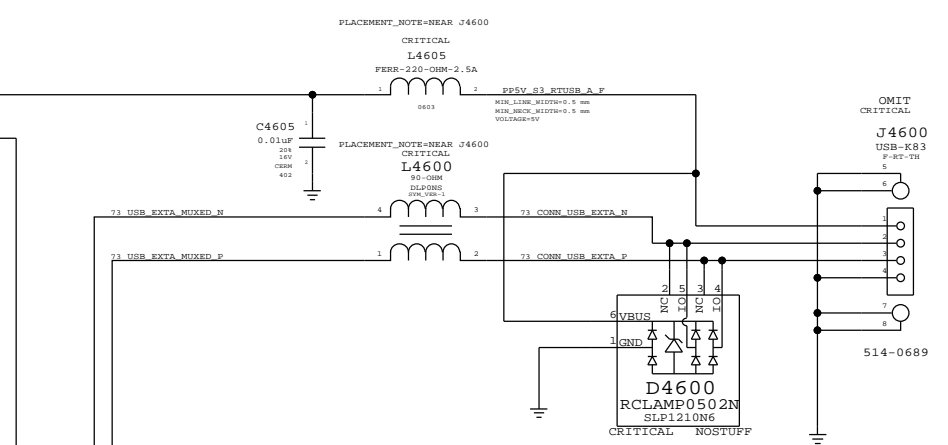 PLACEMENT_NOTE=NEAR J4600
CRITICAL
L4605
FERR-220-OHM-2.5A
1
2
0603
PP5V_S3_RTUSB_A_F
MIN_LINE_WIDTH=0.5 mm
MIN_NECK_WIDTH=0.5 mm
VOLTAGE=5V
C4605
0.01uF
20%
16V
CERM
402
1
2
PLACEMENT_NOTE=NEAR J4600
CRITICAL
L4600
90-OHM
DLP0NS
SYM_VER-1
4
3
1
2
73 USB_EXTA_MUXED_N
73 CONN_USB_EXTA_N
73 USB_EXTA_MUXED_P
73 CONN_USB_EXTA_P
OMIT
CRITICAL
J4600
USB-K83
F-RT-TH
5
6
1
2
3
4
7
8
514-0689
2 5 3 4
NC IO NC IO
6 VBUS
1 GND
D4600
RCLAMP0502N
SLP1210N6
CRITICAL NOSTUFF